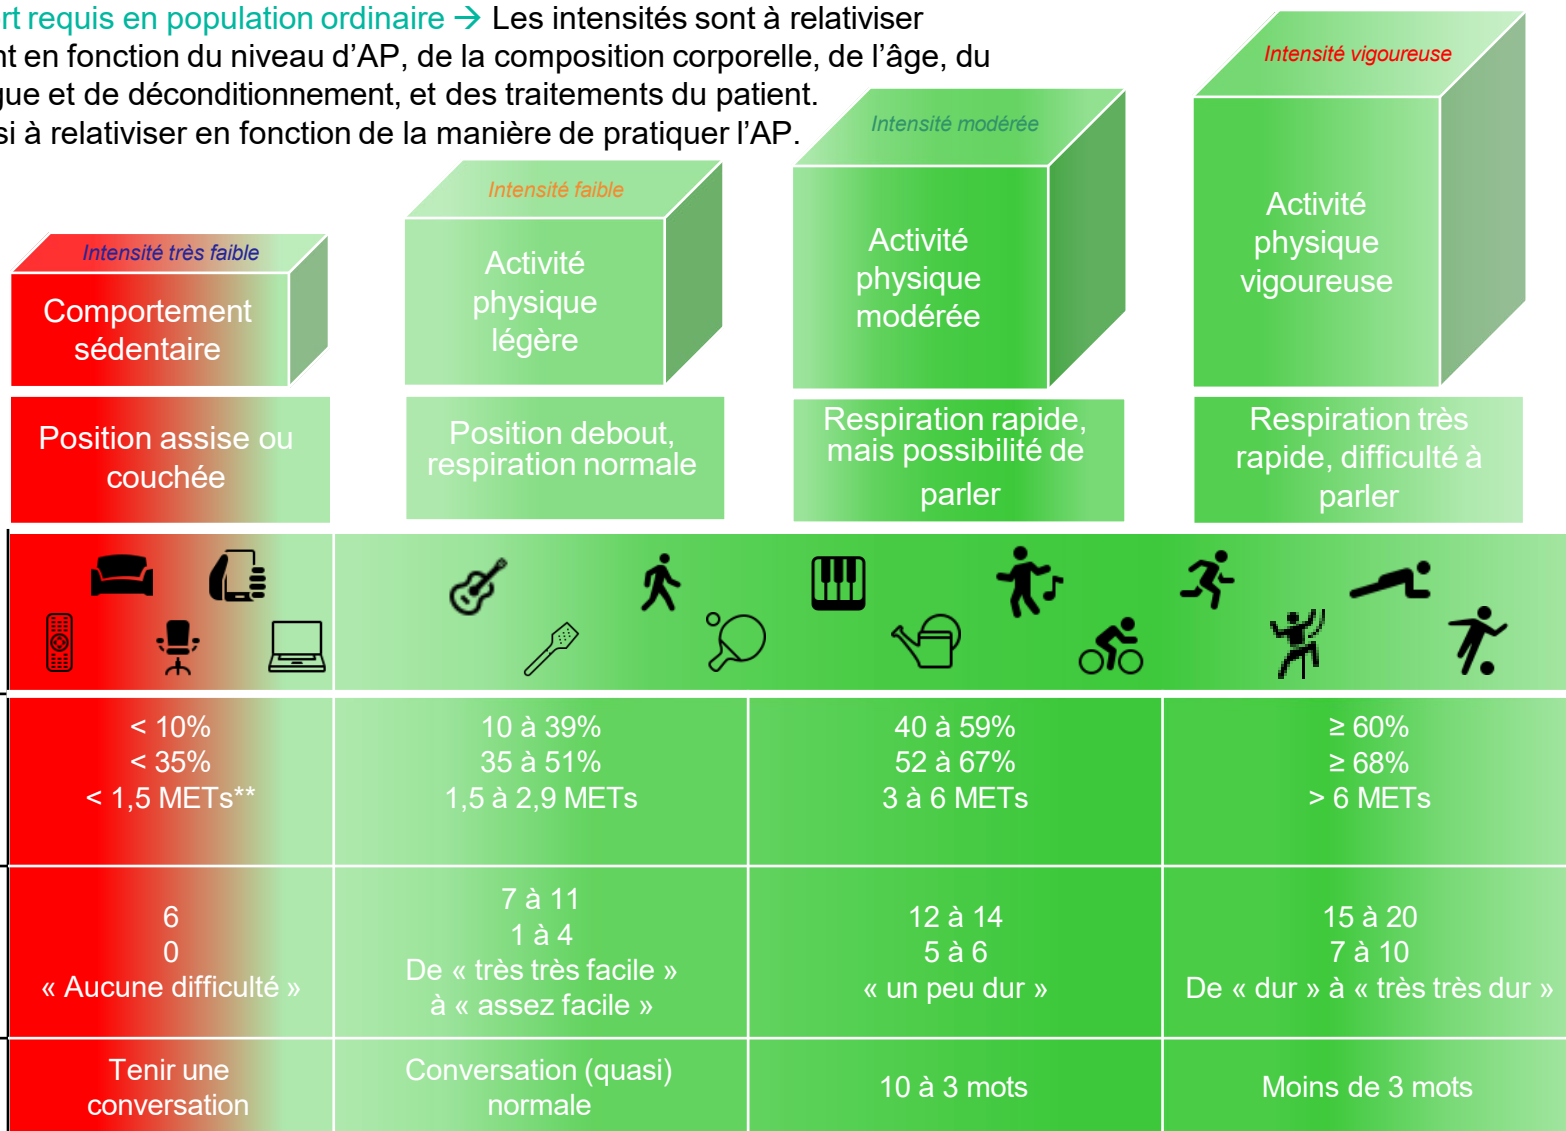 rt requis en population ordinaire → Les intensités sont à relativiser
nt en fonction du niveau d’AP, de la composition corporelle, de l’âge, du
gue et de déconditionnement, et des traitements du patient.
si à relativiser en fonction de la manière de pratiquer l’AP.
Intensité très faible
Comportement
sédentaire
Intensité faible
Activité
physique
légère
Intensité modérée
Activité
physique
modérée
Intensité vigoureuse
Activité
physique
vigoureuse
Position assise ou
couchée
Position debout,
respiration normale
Respiration rapide,
mais possibilité de
parler
Respiration très
rapide, difficulté à
parler
< 10%
< 35%
< 1,5 METs**
10 à 39%
35 à 51%
1,5 à 2,9 METs
40 à 59%
52 à 67%
3 à 6 METs
≥ 60%
≥ 68%
> 6 METs
6
0
« Aucune difficulté »
7 à 11
1 à 4
De « très très facile »
à « assez facile »
12 à 14
5 à 6
« un peu dur »
15 à 20
7 à 10
De « dur » à « très très dur »
Tenir une
conversation
Conversation (quasi)
normale
10 à 3 mots
Moins de 3 mots